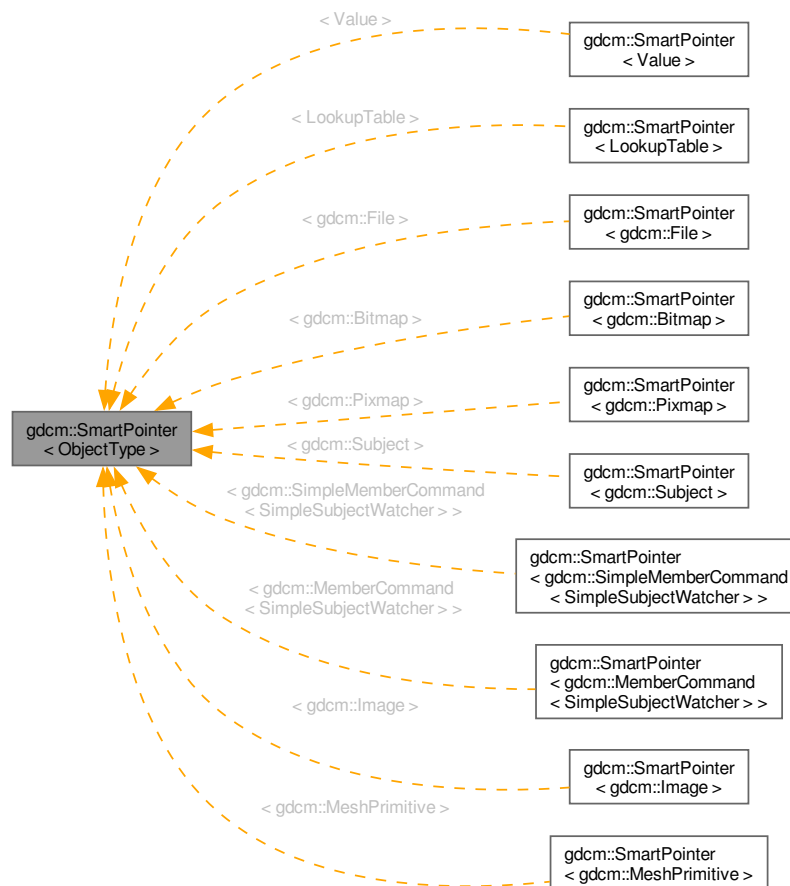 < Value >
gdcm::SmartPointer
< Value >
< LookupTable >
gdcm::SmartPointer
< LookupTable >
< gdcm::File >
gdcm::SmartPointer
< gdcm::File >
< gdcm::Bitmap >
gdcm::SmartPointer
< gdcm::Bitmap >
< gdcm::Pixmap >
gdcm::SmartPointer
< gdcm::Pixmap >
gdcm::SmartPointer
< ObjectType >
< gdcm::Subject >
gdcm::SmartPointer
< gdcm::Subject >
< gdcm::SimpleMemberCommand
< SimpleSubjectWatcher > >
gdcm::SmartPointer
< gdcm::SimpleMemberCommand
< SimpleSubjectWatcher > >
< gdcm::MemberCommand
< SimpleSubjectWatcher > >
gdcm::SmartPointer
< gdcm::MemberCommand
< SimpleSubjectWatcher > >
< gdcm::Image >
gdcm::SmartPointer
< gdcm::Image >
< gdcm::MeshPrimitive >
gdcm::SmartPointer
< gdcm::MeshPrimitive >